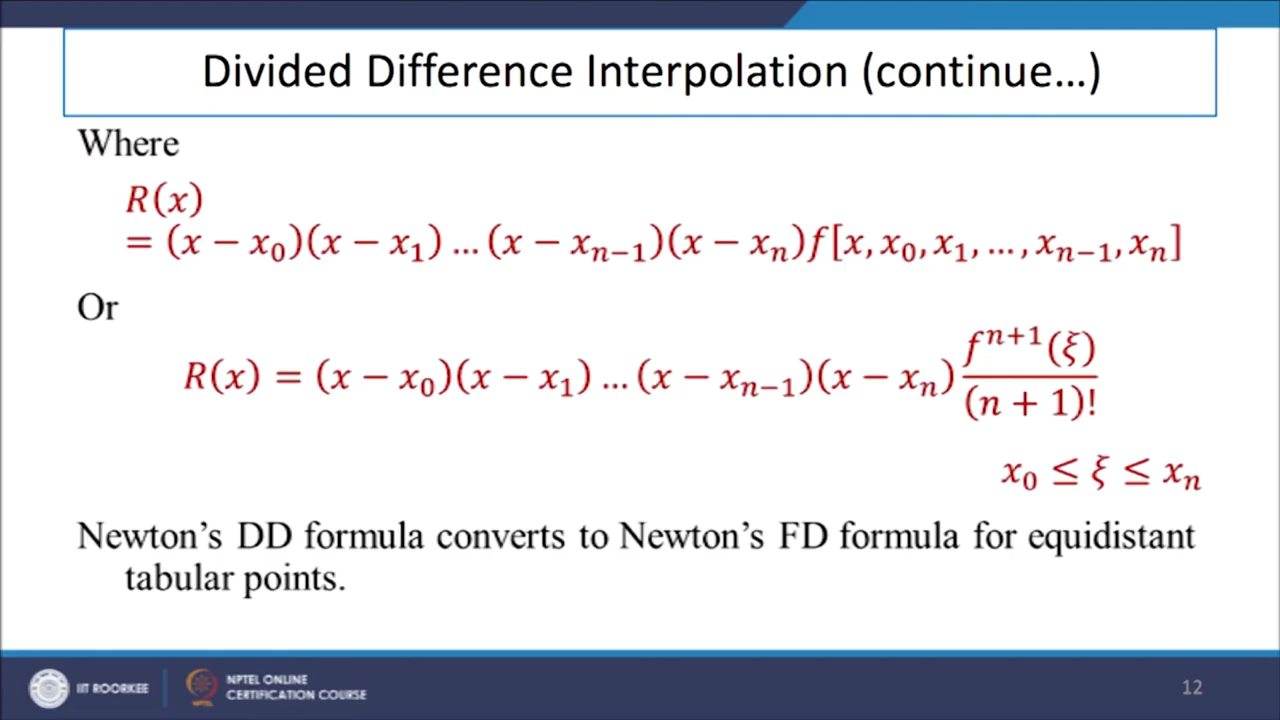 Divided Difference Interpolation (continue...)
Where
R(x)
= (x − x₀)(x − x₁) … (x − xₙ₋₁)(x − xₙ)f[x, x₀, x₁, … , xₙ₋₁, xₙ]
Or
R(x) = (x − x₀)(x − x₁) … (x − xₙ₋₁)(x − xₙ) fⁿ⁺¹(ξ) / (n + 1)!
x₀ ≤ ξ ≤ xₙ
Newton's DD formula converts to Newton's FD formula for equidistant
tabular points.
IIT ROORKEE
NPTEL ONLINE
CERTIFICATION COURSE
12